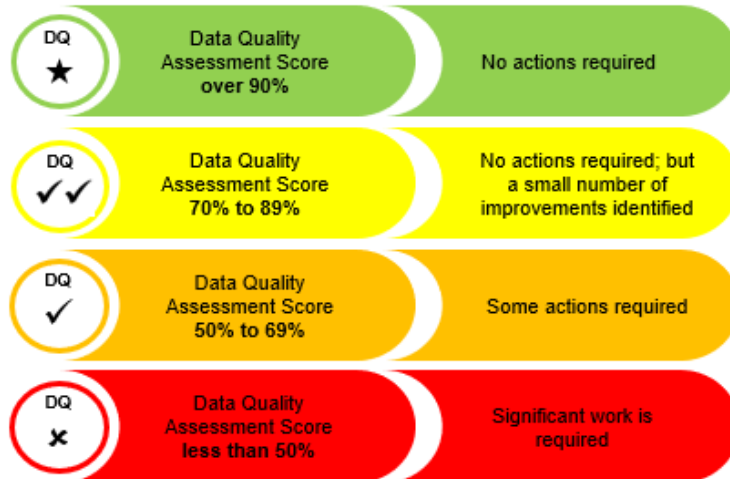 DQ
★
Data Quality
Assessment Score
over 90%
No actions required
DQ
✓✓
Data Quality
Assessment Score
70% to 89%
No actions required; but
a small number of
improvements identified
DQ
✓
Data Quality
Assessment Score
50% to 69%
Some actions required
DQ
✗
Data Quality
Assessment Score
less than 50%
Significant work is
required